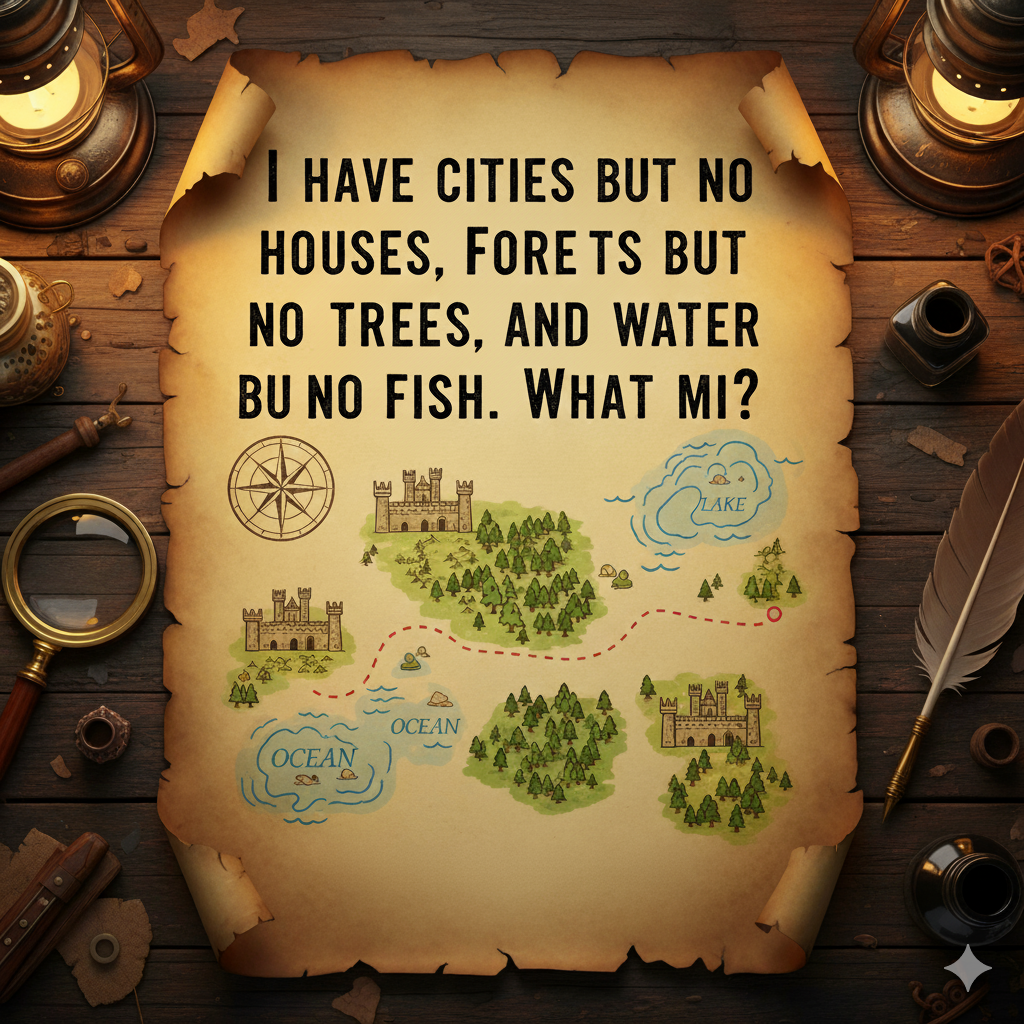 I HAVE CITIES BUT NO
HOUSES, FORE TS BUT
NO TREES, AND WATER
BU NO FISH. WHAT MI?
LAKE
OCEAN
OCEAN